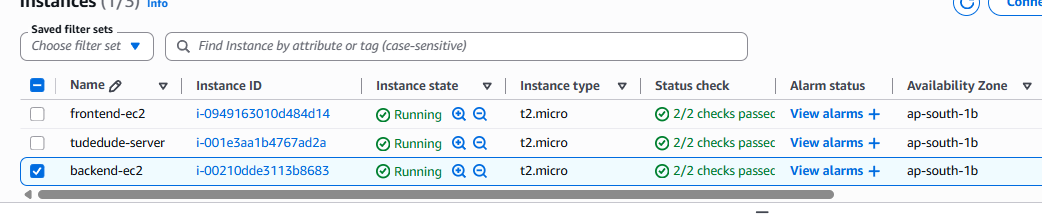 Instances (1/3) Info
Conne
Saved filter sets
Choose filter set
Find Instance by attribute or tag (case-sensitive)
Name Instance ID Instance state Instance type Status check Alarm status Availability Zone
frontend-ec2 i-0949163010d484d14 Running t2.micro 2/2 checks passec View alarms + ap-south-1b
tudedude-server i-001e3aa1b4767ad2a Running t2.micro 2/2 checks passec View alarms + ap-south-1b
backend-ec2 i-00210dde3113b8683 Running t2.micro 2/2 checks passec View alarms + ap-south-1b